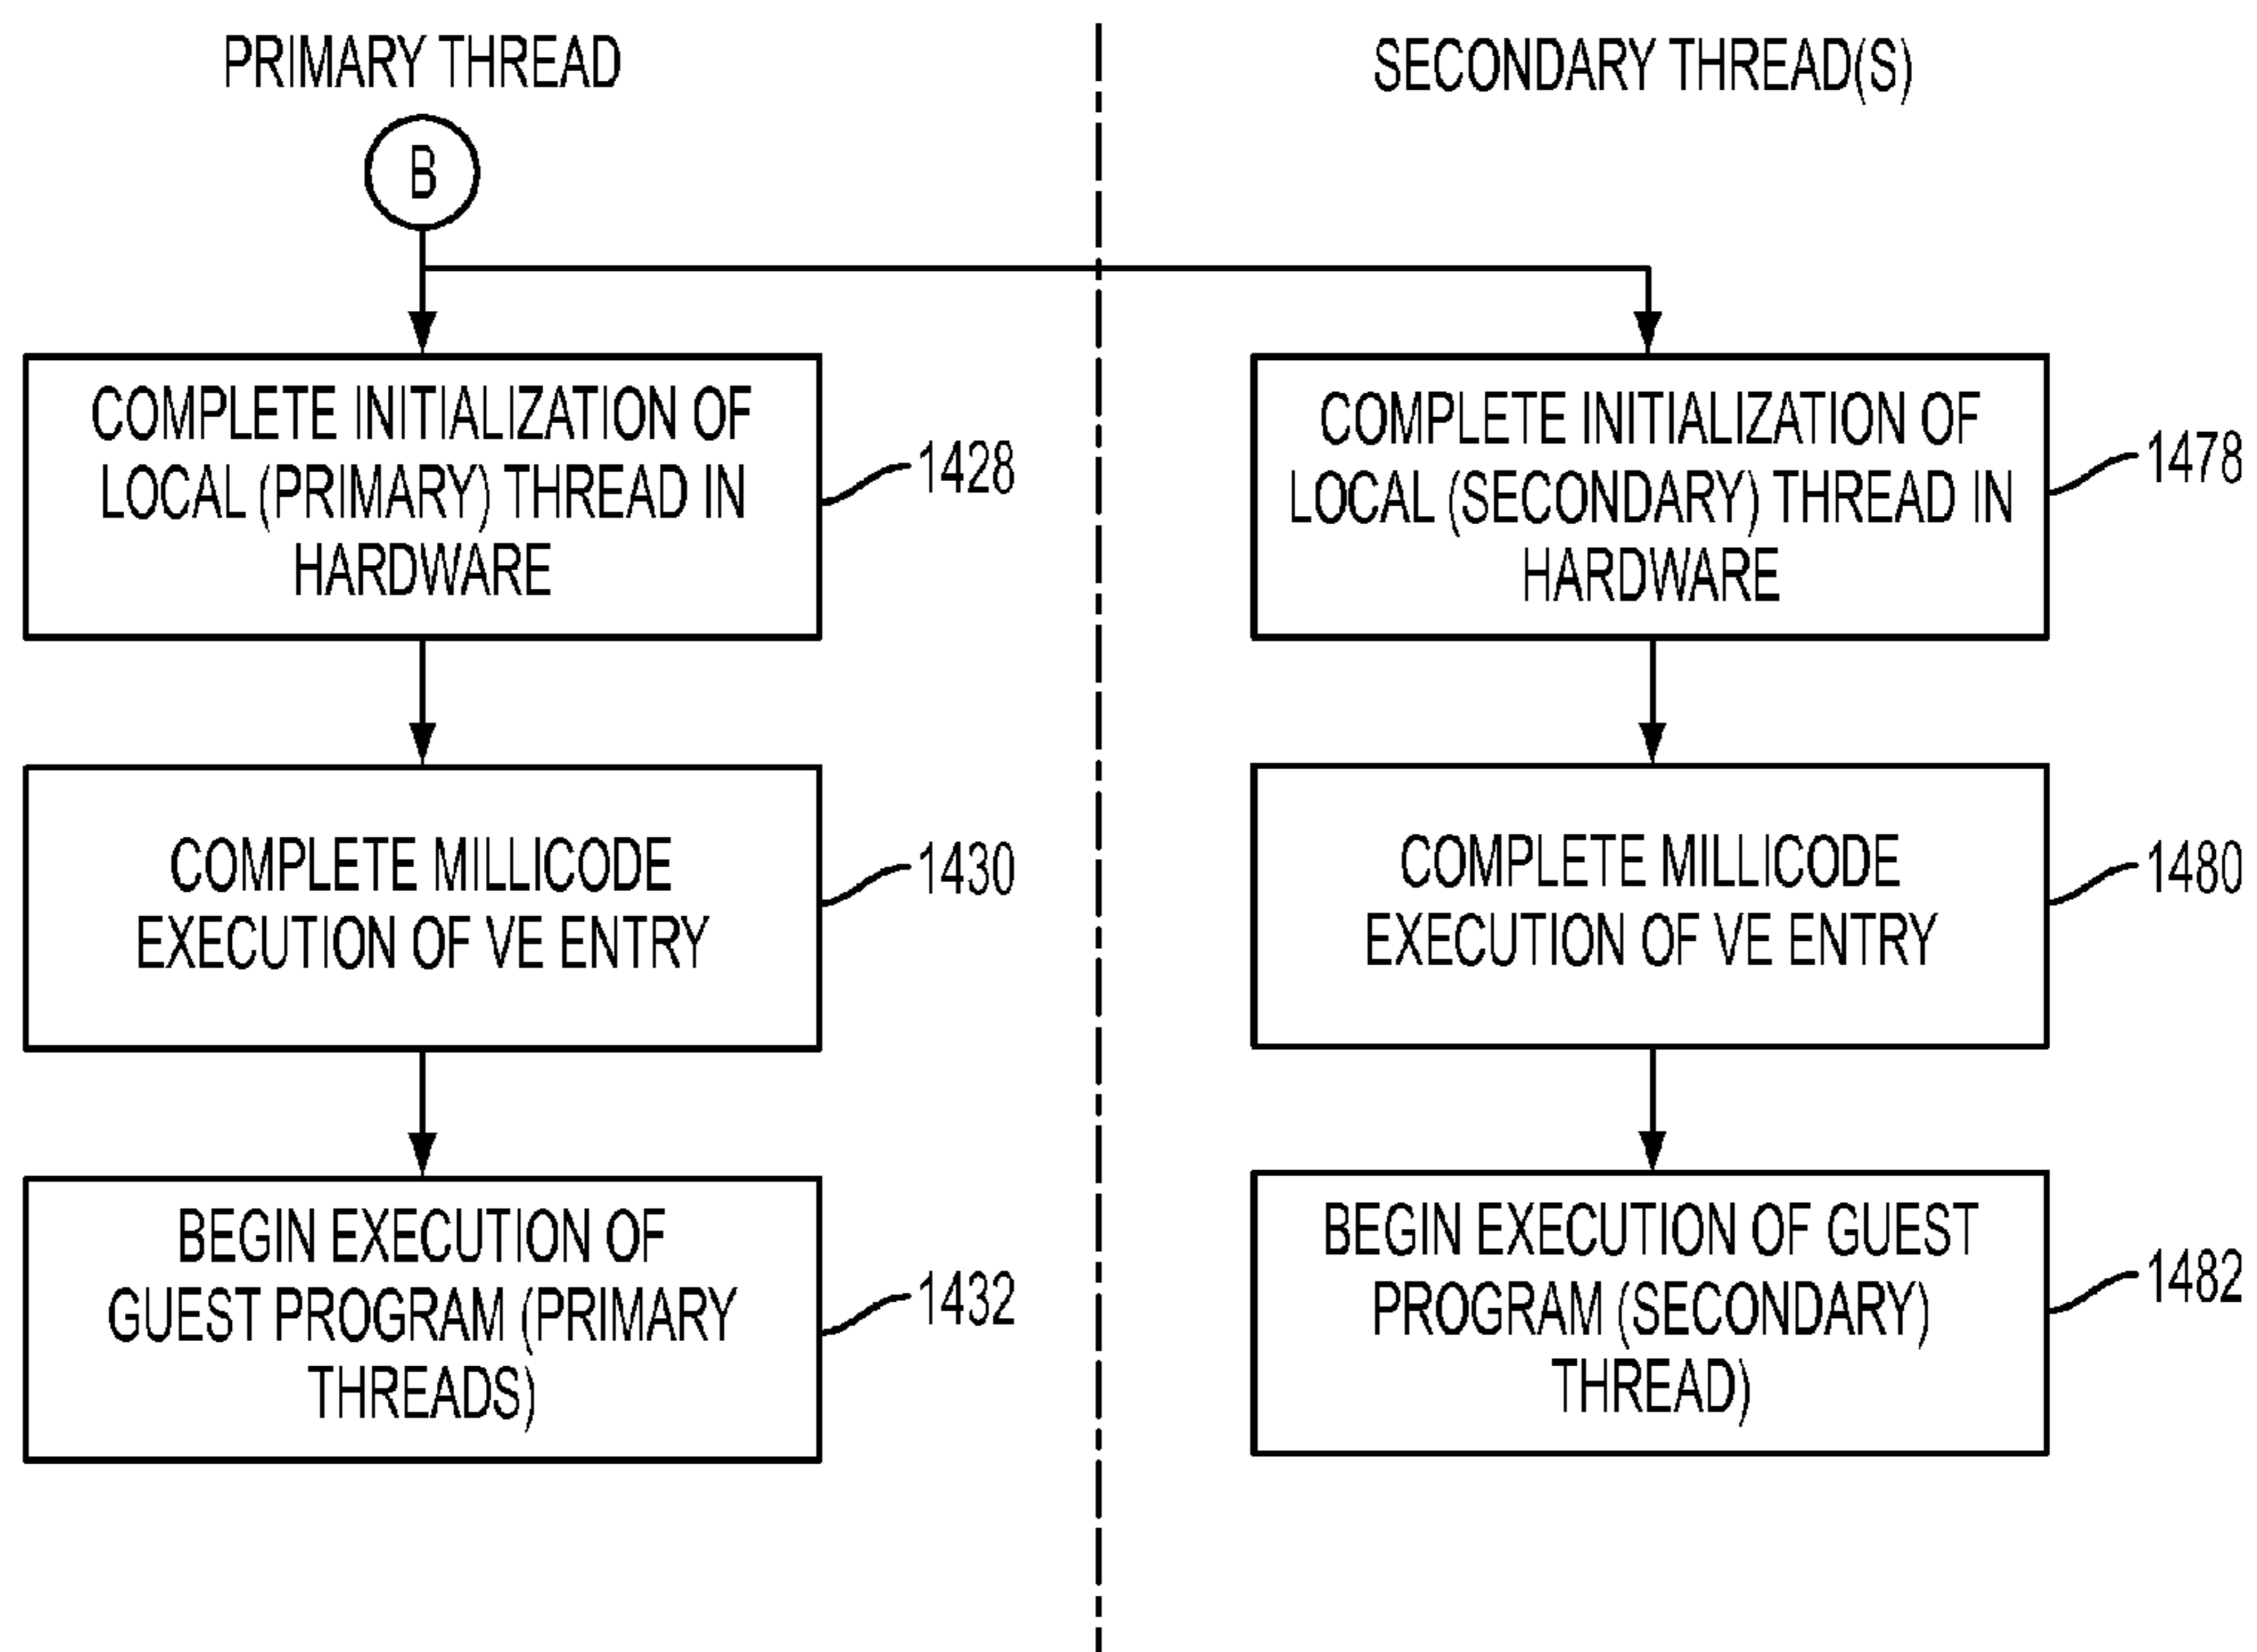 PRIMARY THREAD
B
COMPLETE INITIALIZATION OF
LOCAL (PRIMARY) THREAD IN
HARDWARE
1428
COMPLETE MILLICODE
EXECUTION OF VE ENTRY
1430
BEGIN EXECUTION OF
GUEST PROGRAM (PRIMARY
THREADS)
1432
SECONDARY THREAD(S)
COMPLETE INITIALIZATION OF
LOCAL (SECONDARY) THREAD IN
HARDWARE
1478
COMPLETE MILLICODE
EXECUTION OF VE ENTRY
1480
BEGIN EXECUTION OF GUEST
PROGRAM (SECONDARY)
THREAD)
1482